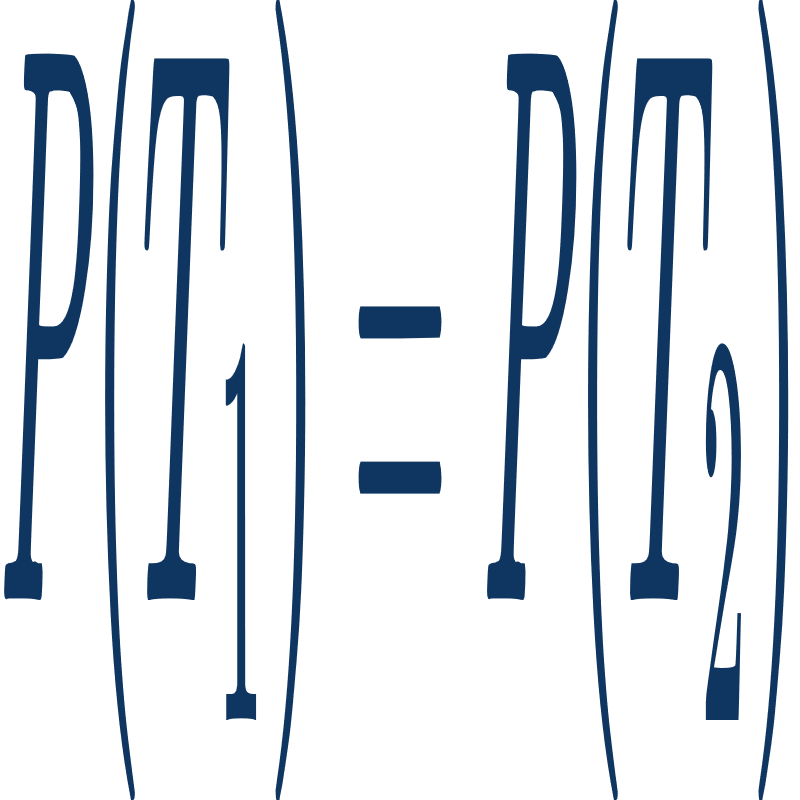 P(T₁) = P(T₂)